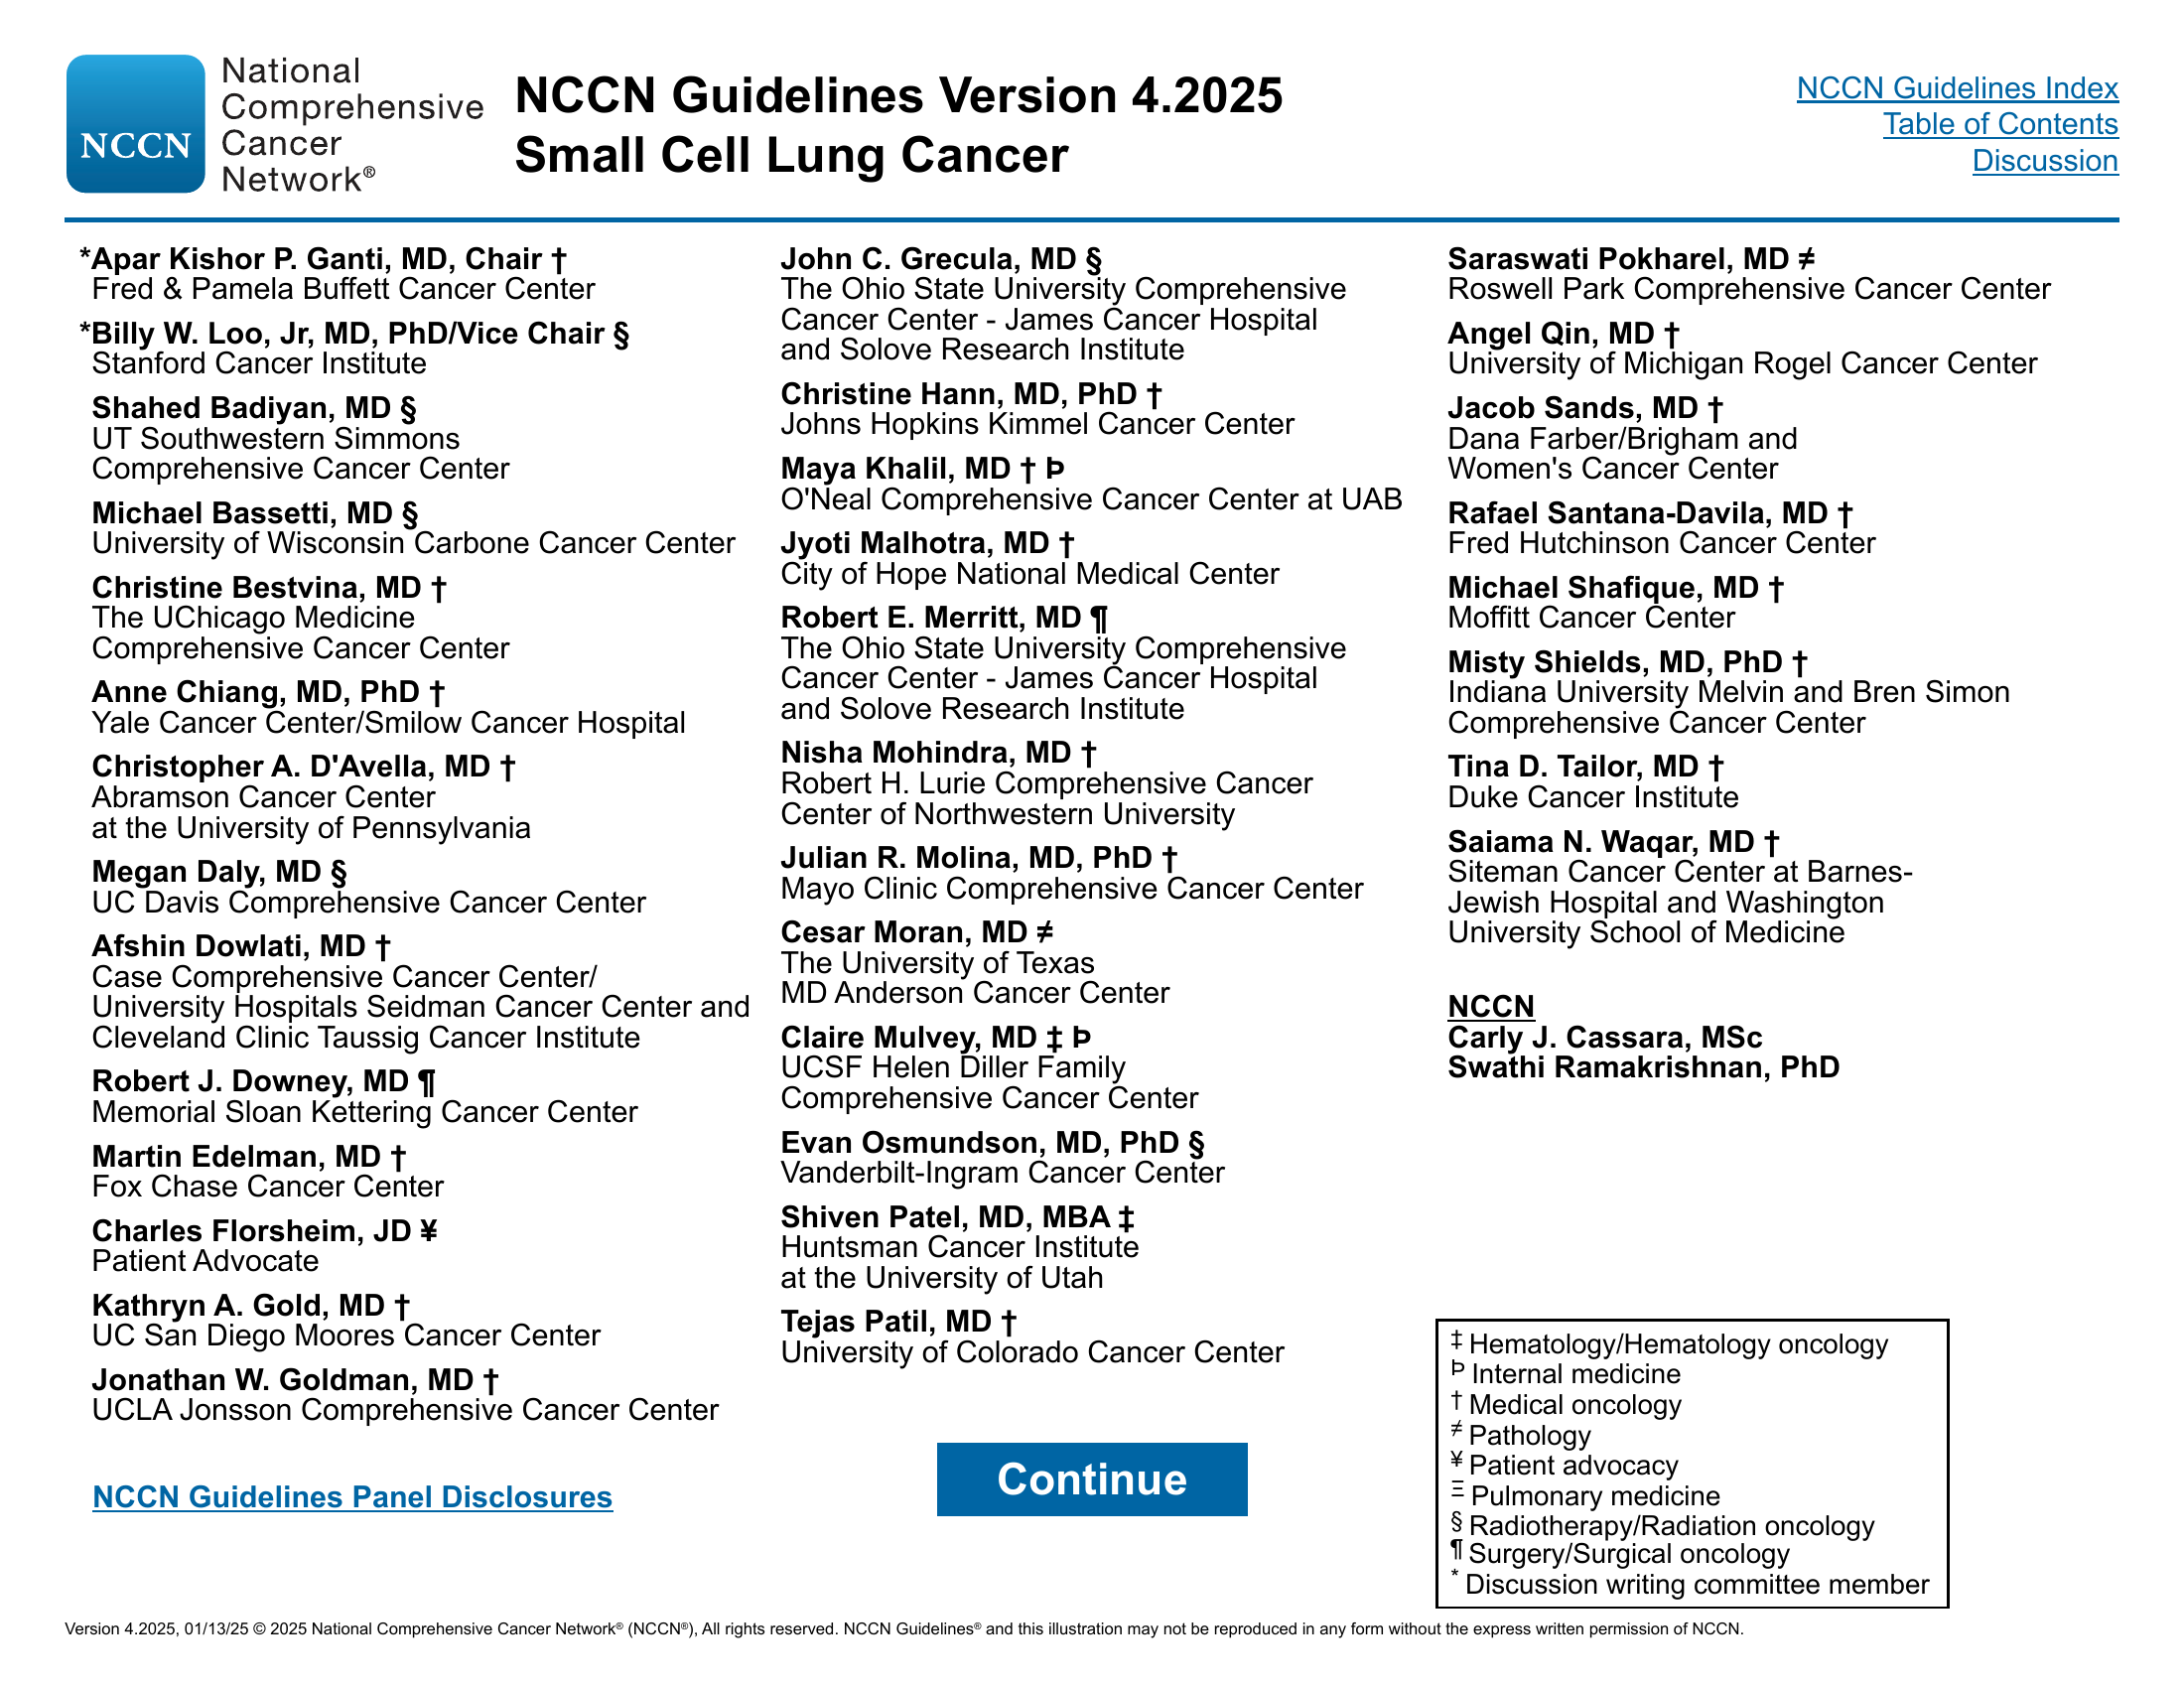 NCCN
National
Comprehensive
Cancer
Network®
NCCN Guidelines Version 4.2025
Small Cell Lung Cancer
NCCN Guidelines Index
Table of Contents
Discussion
*Apar Kishor P. Ganti, MD, Chair †
Fred & Pamela Buffett Cancer Center
*Billy W. Loo, Jr, MD, PhD/Vice Chair §
Stanford Cancer Institute
Shahed Badiyan, MD §
UT Southwestern Simmons
Comprehensive Cancer Center
Michael Bassetti, MD §
University of Wisconsin Carbone Cancer Center
Christine Bestvina, MD †
The UChicago Medicine
Comprehensive Cancer Center
Anne Chiang, MD, PhD †
Yale Cancer Center/Smilow Cancer Hospital
Christopher A. D'Avella, MD †
Abramson Cancer Center
at the University of Pennsylvania
Megan Daly, MD §
UC Davis Comprehensive Cancer Center
Afshin Dowlati, MD †
Case Comprehensive Cancer Center/
University Hospitals Seidman Cancer Center and
Cleveland Clinic Taussig Cancer Institute
Robert J. Downey, MD ¶
Memorial Sloan Kettering Cancer Center
Martin Edelman, MD †
Fox Chase Cancer Center
Charles Florsheim, JD ¥
Patient Advocate
Kathryn A. Gold, MD †
UC San Diego Moores Cancer Center
Jonathan W. Goldman, MD †
UCLA Jonsson Comprehensive Cancer Center
NCCN Guidelines Panel Disclosures
John C. Grecula, MD §
The Ohio State University Comprehensive
Cancer Center - James Cancer Hospital
and Solove Research Institute
Christine Hann, MD, PhD †
Johns Hopkins Kimmel Cancer Center
Maya Khalil, MD † Þ
O'Neal Comprehensive Cancer Center at UAB
Jyoti Malhotra, MD †
City of Hope National Medical Center
Robert E. Merritt, MD ¶
The Ohio State University Comprehensive
Cancer Center - James Cancer Hospital
and Solove Research Institute
Nisha Mohindra, MD †
Robert H. Lurie Comprehensive Cancer
Center of Northwestern University
Julian R. Molina, MD, PhD †
Mayo Clinic Comprehensive Cancer Center
Cesar Moran, MD ≠
The University of Texas
MD Anderson Cancer Center
Claire Mulvey, MD ‡ Þ
UCSF Helen Diller Family
Comprehensive Cancer Center
Evan Osmundson, MD, PhD §
Vanderbilt-Ingram Cancer Center
Shiven Patel, MD, MBA ‡
Huntsman Cancer Institute
at the University of Utah
Tejas Patil, MD †
University of Colorado Cancer Center
Continue
Saraswati Pokharel, MD ≠
Roswell Park Comprehensive Cancer Center
Angel Qin, MD †
University of Michigan Rogel Cancer Center
Jacob Sands, MD †
Dana Farber/Brigham and
Women's Cancer Center
Rafael Santana-Davila, MD †
Fred Hutchinson Cancer Center
Michael Shafique, MD †
Moffitt Cancer Center
Misty Shields, MD, PhD †
Indiana University Melvin and Bren Simon
Comprehensive Cancer Center
Tina D. Tailor, MD †
Duke Cancer Institute
Saiama N. Waqar, MD †
Siteman Cancer Center at Barnes-
Jewish Hospital and Washington
University School of Medicine
NCCN
Carly J. Cassara, MSc
Swathi Ramakrishnan, PhD
‡ Hematology/Hematology oncology
Þ Internal medicine
† Medical oncology
≠ Pathology
¥ Patient advocacy
Ξ Pulmonary medicine
§ Radiotherapy/Radiation oncology
¶ Surgery/Surgical oncology
* Discussion writing committee member
Version 4.2025, 01/13/25 © 2025 National Comprehensive Cancer Network® (NCCN®), All rights reserved. NCCN Guidelines® and this illustration may not be reproduced in any form without the express written permission of NCCN.